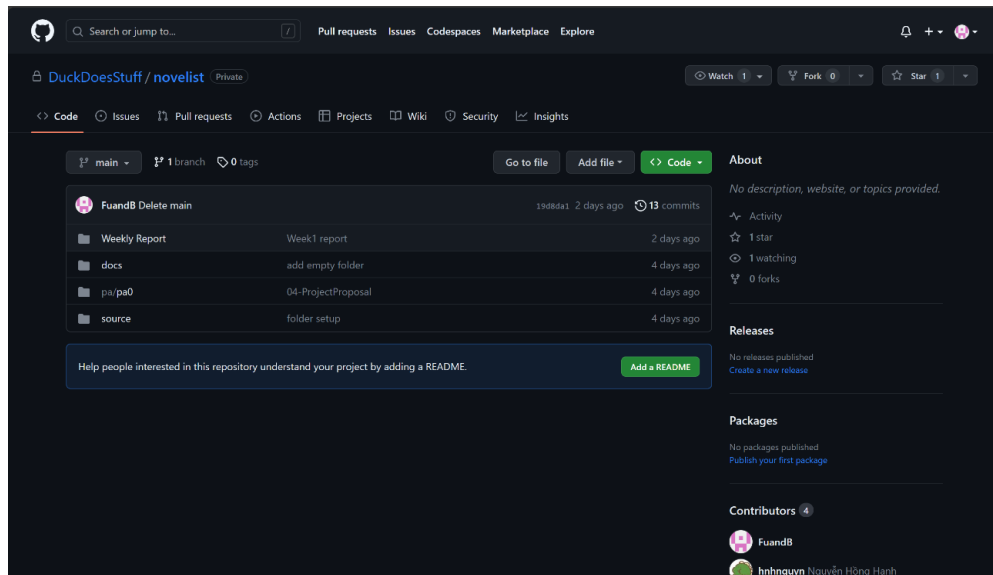 Search or jump to... / Pull requests Issues Codespaces Marketplace Explore
DuckDoesStuff / novelist Private Watch 1 Fork 0 Star 1
<> Code Issues Pull requests Actions Projects Wiki Security Insights
main 1 branch 0 tags Go to file Add file <> Code
FuandB Delete main 19d8da1 2 days ago 13 commits
Weekly Report Week1 report 2 days ago
docs add empty folder 4 days ago
pa/pa0 04-ProjectProposal 4 days ago
source folder setup 4 days ago
Help people interested in this repository understand your project by adding a README. Add a README
About
No description, website, or topics provided.
Activity
1 star
1 watching
0 forks
Releases
No releases published
Create a new release
Packages
No packages published
Publish your first package
Contributors 4
FuandB
hnhnguyn Nguyễn Hồng Hanh